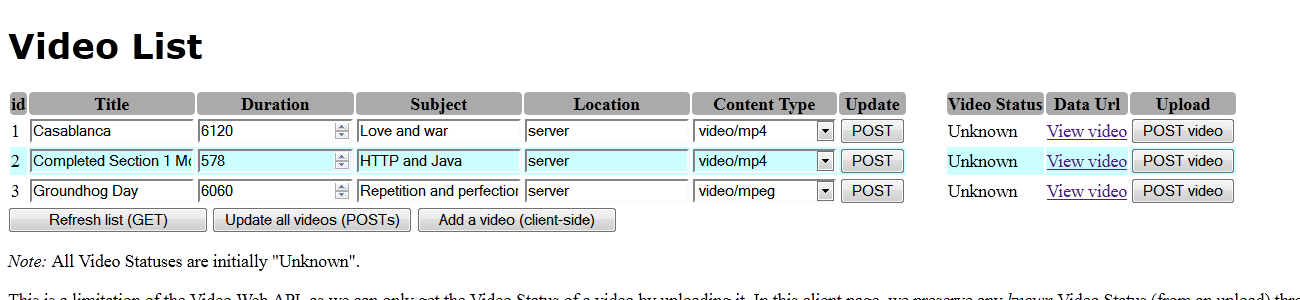 Video List
id Title Duration Subject Location Content Type Update Video Status Data Url Upload
1 Casablanca 6120 Love and war server video/mp4 POST Unknown View video POST video
2 Completed Section 1 Mo 578 HTTP and Java server video/mp4 POST Unknown View video POST video
3 Groundhog Day 6060 Repetition and perfection server video/mpeg POST Unknown View video POST video
Refresh list (GET) Update all videos (POSTs) Add a video (client-side)
Note: All Video Statuses are initially "Unknown".
This is a limitation of the Video Web API, as we can only get the Video Status of a video by uploading it. In this client page, we preserve any known Video Status (from an upload)